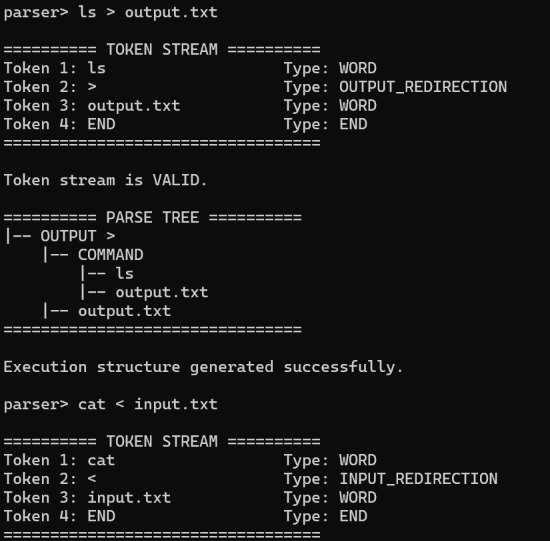 parser> ls > output.txt
========== TOKEN STREAM ==========
Token 1: ls                   Type: WORD
Token 2: >                    Type: OUTPUT_REDIRECTION
Token 3: output.txt           Type: WORD
Token 4: END                  Type: END
==================================
Token stream is VALID.
========== PARSE TREE ==========
|-- OUTPUT >
    |-- COMMAND
        |-- ls
        |-- output.txt
    |-- output.txt
================================
Execution structure generated successfully.
parser> cat < input.txt
========== TOKEN STREAM ==========
Token 1: cat                  Type: WORD
Token 2: <                    Type: INPUT_REDIRECTION
Token 3: input.txt            Type: WORD
Token 4: END                  Type: END
==================================